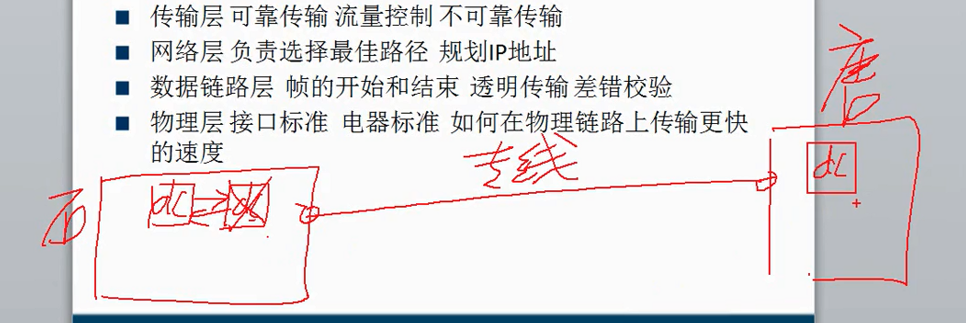 传输层 可靠传输 流量控制 不可靠传输
网络层 负责选择最佳路径 规划IP地址
数据链路层 帧的开始和结束 透明传输 差错校验
物理层 接口标准 电器标准 如何在物理链路上传输更快
的速度
唐
专线
dC
dC